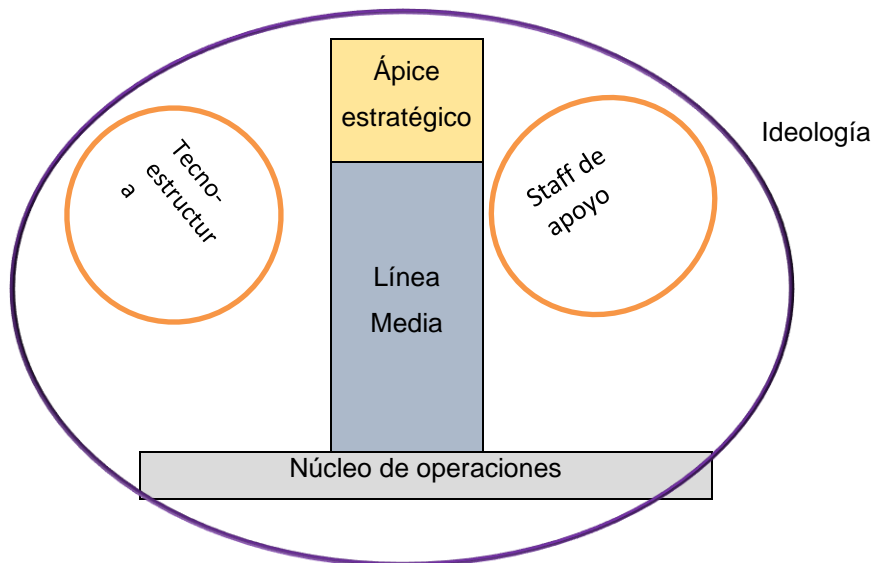 Ápice
estratégico
Ideología
Tecno-
estructur
a
Staff de
apoyo
Línea
Media
Núcleo de operaciones